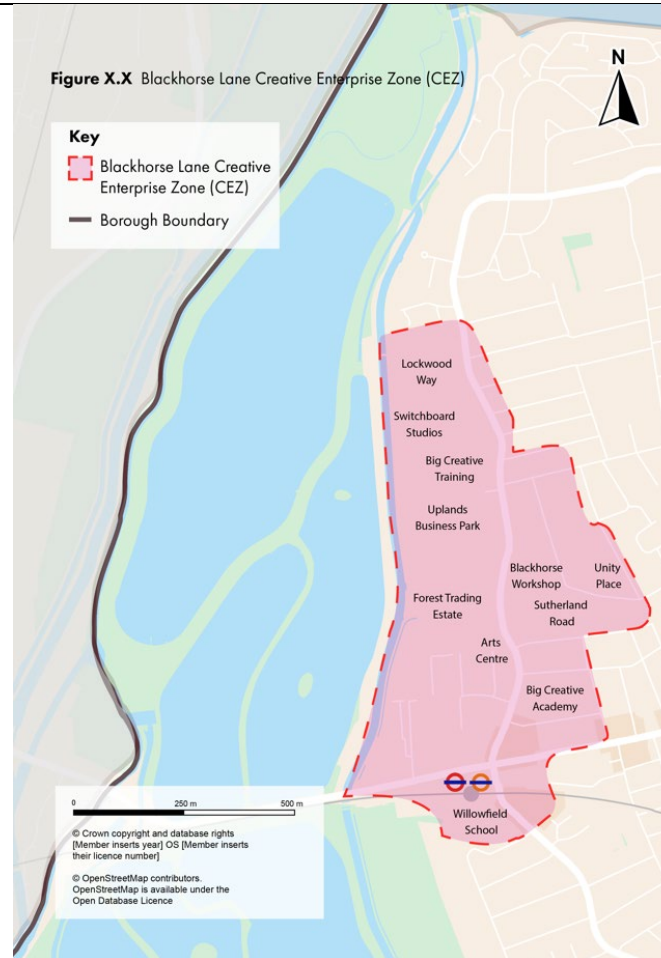 Figure X.X Blackhorse Lane Creative Enterprise Zone (CEZ)
N
Key
Blackhorse Lane Creative
Enterprise Zone (CEZ)
Borough Boundary
Lockwood
Way
Switchboard
Studios
Big Creative
Training
Uplands
Business Park
Blackhorse
Workshop
Unity
Place
Forest Trading
Estate
Sutherland
Road
Arts
Centre
Big Creative
Academy
Willowfield
School
0 250 m 500 m
© Crown copyright and database rights
[Member inserts year] OS [Member inserts
their licence number]
© OpenStreetMap contributors.
OpenStreetMap is available under the
Open Database Licence